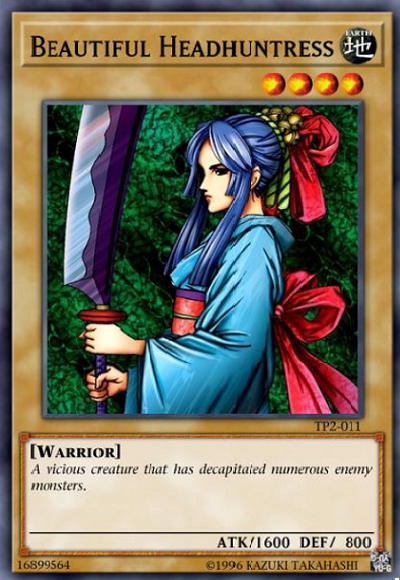 BEAUTIFUL HEADHUNTRESS
EARTH
地
TP2-011
[WARRIOR]
A vicious creature that has decapitated numerous enemy
monsters.
ATK/1600 DEF/ 800
16899564
©1996 KAZUKI TAKAHASHI